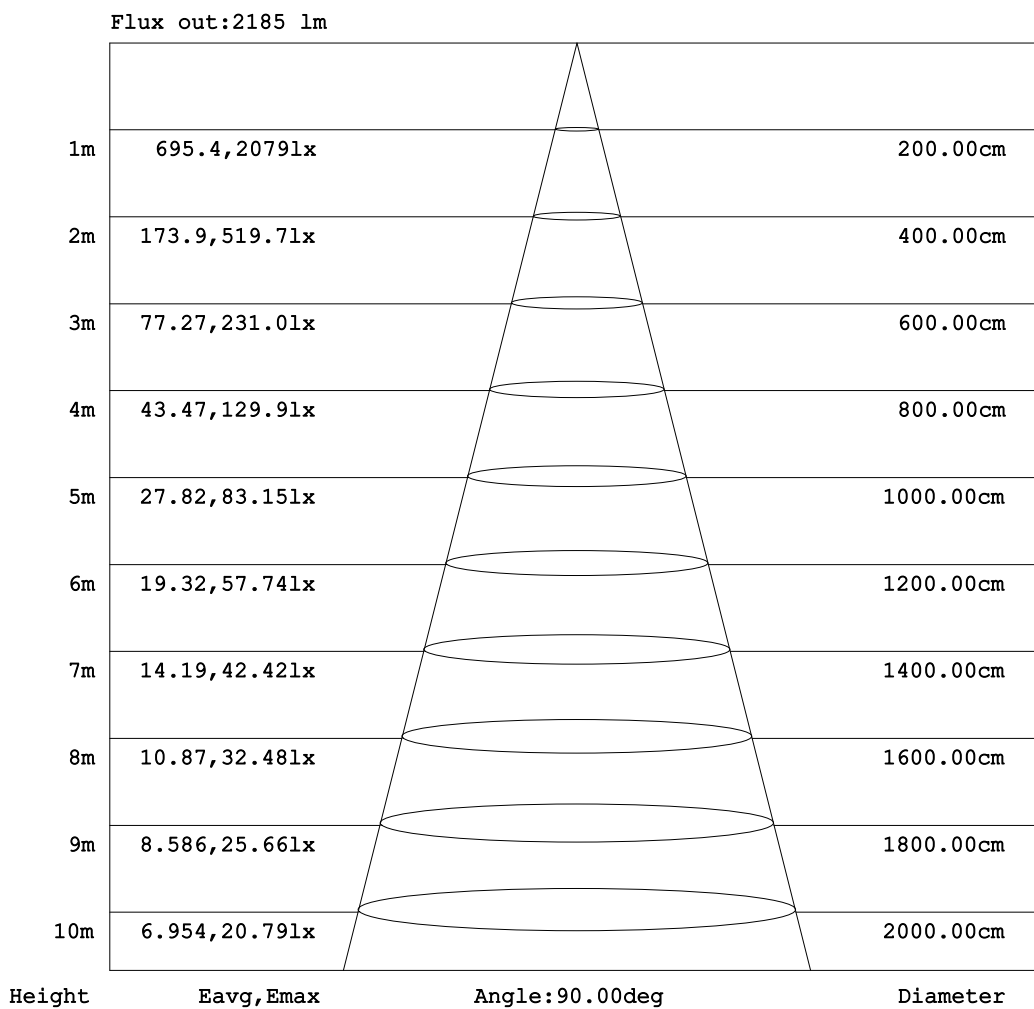 Flux out:2185 lm
1m 695.4,2079lx 200.00cm
2m 173.9,519.7lx 400.00cm
3m 77.27,231.0lx 600.00cm
4m 43.47,129.9lx 800.00cm
5m 27.82,83.15lx 1000.00cm
6m 19.32,57.74lx 1200.00cm
7m 14.19,42.42lx 1400.00cm
8m 10.87,32.48lx 1600.00cm
9m 8.586,25.66lx 1800.00cm
10m 6.954,20.79lx 2000.00cm
Height Eavg,Emax Angle:90.00deg Diameter